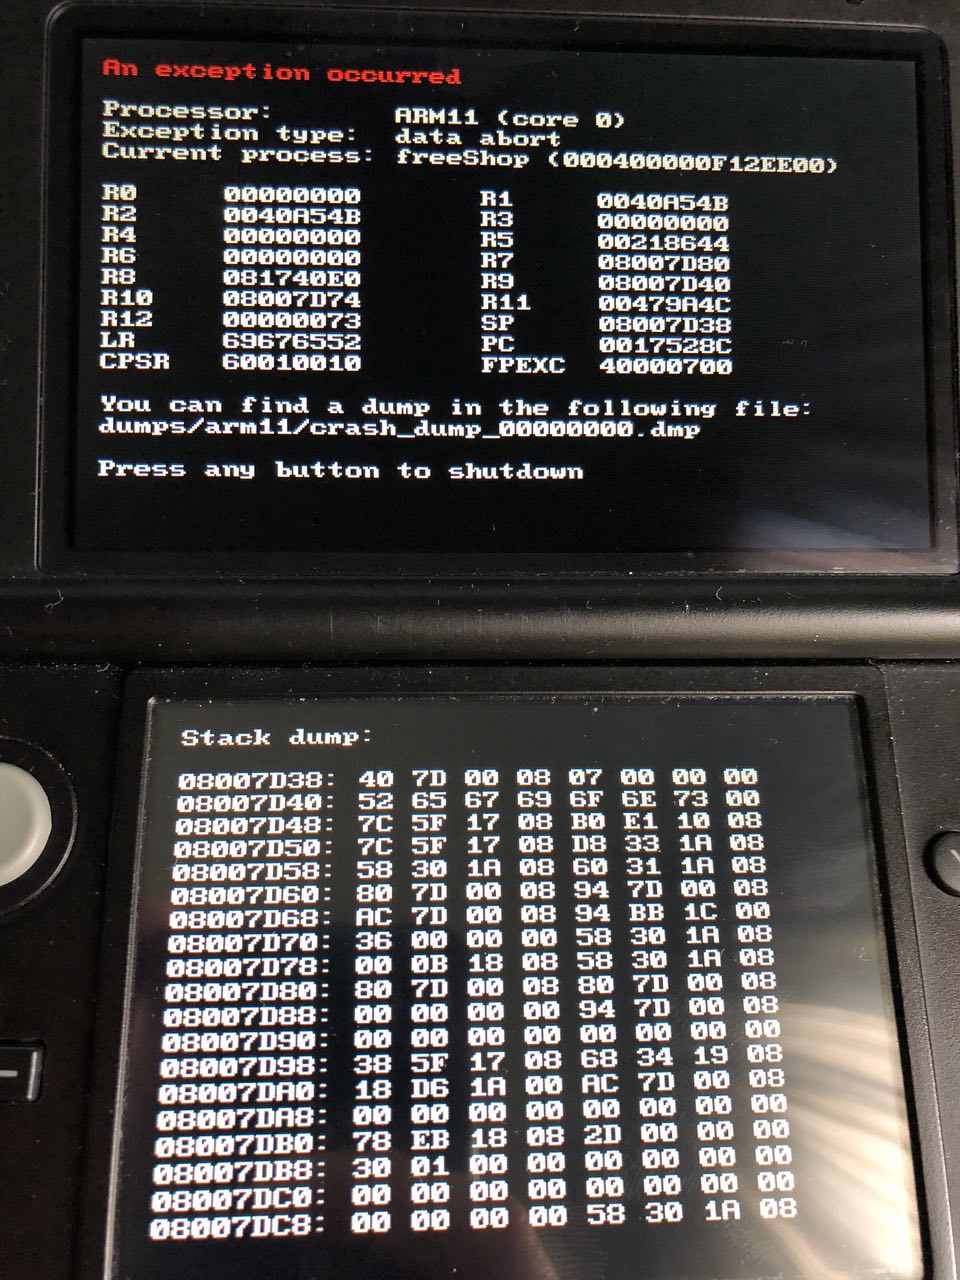 An exception occurred
Processor: ARM11 (core 0)
Exception type: data abort
Current process: freeShop (000400000F12EE00)
R0 00000000 R1 0040A54B
R2 0040A54B R3 00000000
R4 00000000 R5 00218644
R6 00000000 R7 08007D80
R8 081740E0 R9 08007D40
R10 08007D74 R11 00479A4C
R12 00000073 SP 08007D38
LR 69676552 PC 0017528C
CPSR 60010010 FPEXC 40000700
You can find a dump in the following file:
dumps/arm11/crash_dump_00000000.dmp
Press any button to shutdown
Stack dump:
08007D38: 40 7D 00 08 07 00 00 00
08007D40: 52 65 67 69 6F 6E 73 00
08007D48: 7C 5F 17 08 B0 E1 10 08
08007D50: 7C 5F 17 08 D8 33 1A 08
08007D58: 58 30 1A 08 60 31 1A 08
08007D60: 80 7D 00 08 94 7D 00 08
08007D68: AC 7D 00 08 94 BB 1C 00
08007D70: 36 00 00 00 58 30 1A 08
08007D78: 00 0B 18 08 58 30 1A 08
08007D80: 80 7D 00 08 80 7D 00 08
08007D88: 00 00 00 00 94 7D 00 08
08007D90: 00 00 00 00 00 00 00 00
08007D98: 38 5F 17 08 68 34 19 08
08007DA0: 18 D6 1A 00 AC 7D 00 08
08007DA8: 00 00 00 00 00 00 00 00
08007DB0: 78 EB 18 08 2D 00 00 00
08007DB8: 30 01 00 00 00 00 00 00
08007DC0: 00 00 00 00 00 00 00 00
08007DC8: 00 00 00 00 58 30 1A 08